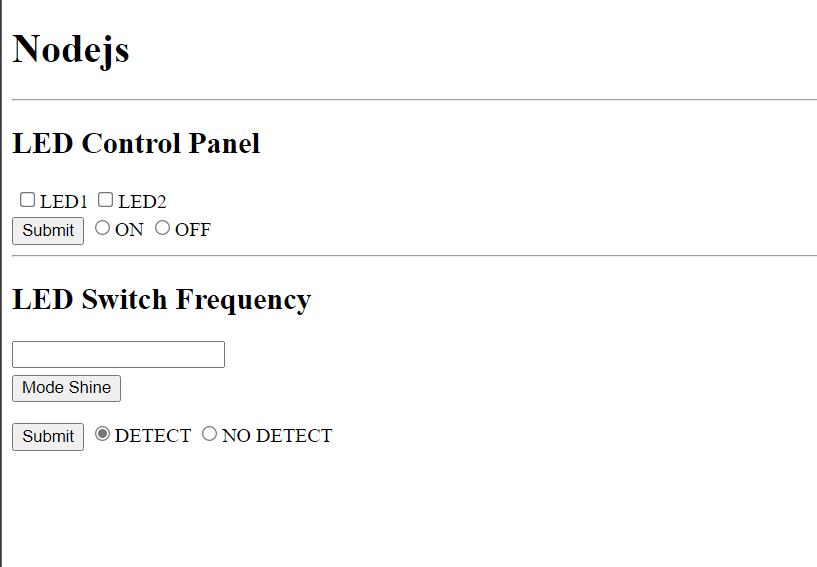 Nodejs
LED Control Panel
LED1 LED2
Submit ON OFF
LED Switch Frequency
Mode Shine
Submit DETECT NO DETECT